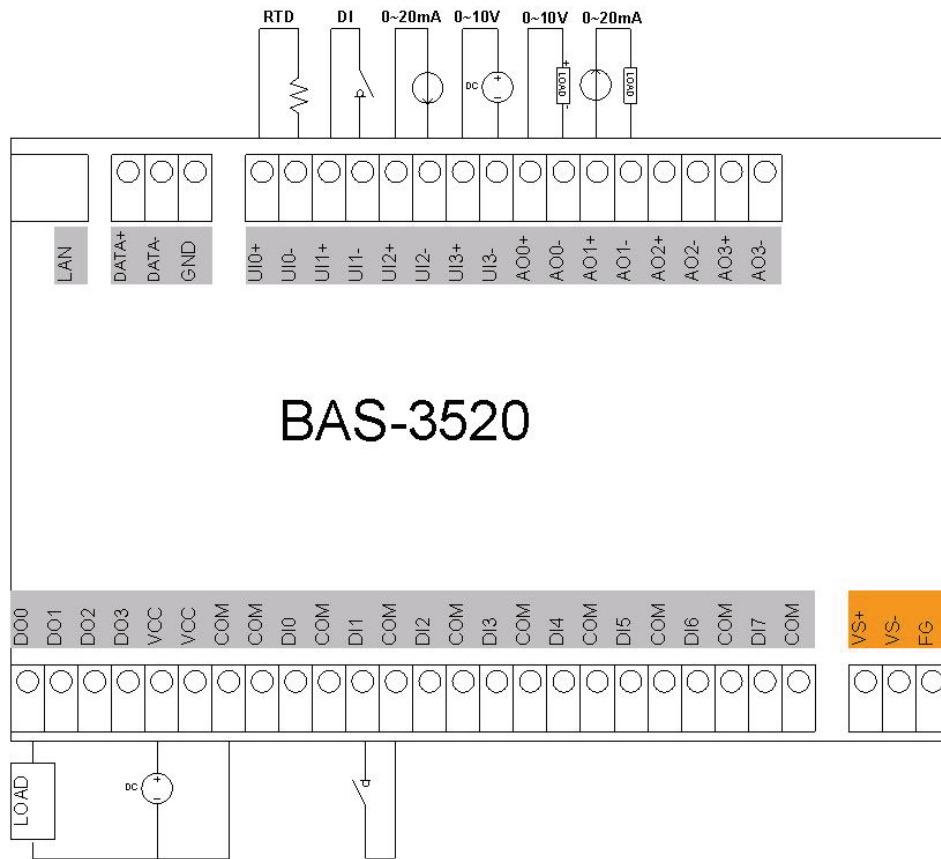 RTD DI 0~20mA 0~10V 0~10V 0~20mA
DC + - + LOAD - LOAD
LAN DATA+ DATA- GND UI0+ UI0- UI1+ UI1- UI2+ UI2- UI3+ UI3- AO0+ AO0- AO1+ AO1- AO2+ AO2- AO3+ AO3-
BAS-3520
DO0 DO1 DO2 DO3 VCC VCC COM COM DI0 COM DI1 COM DI2 COM DI3 COM DI4 COM DI5 COM DI6 COM DI7 COM VS+ VS- FG
LOAD DC + -